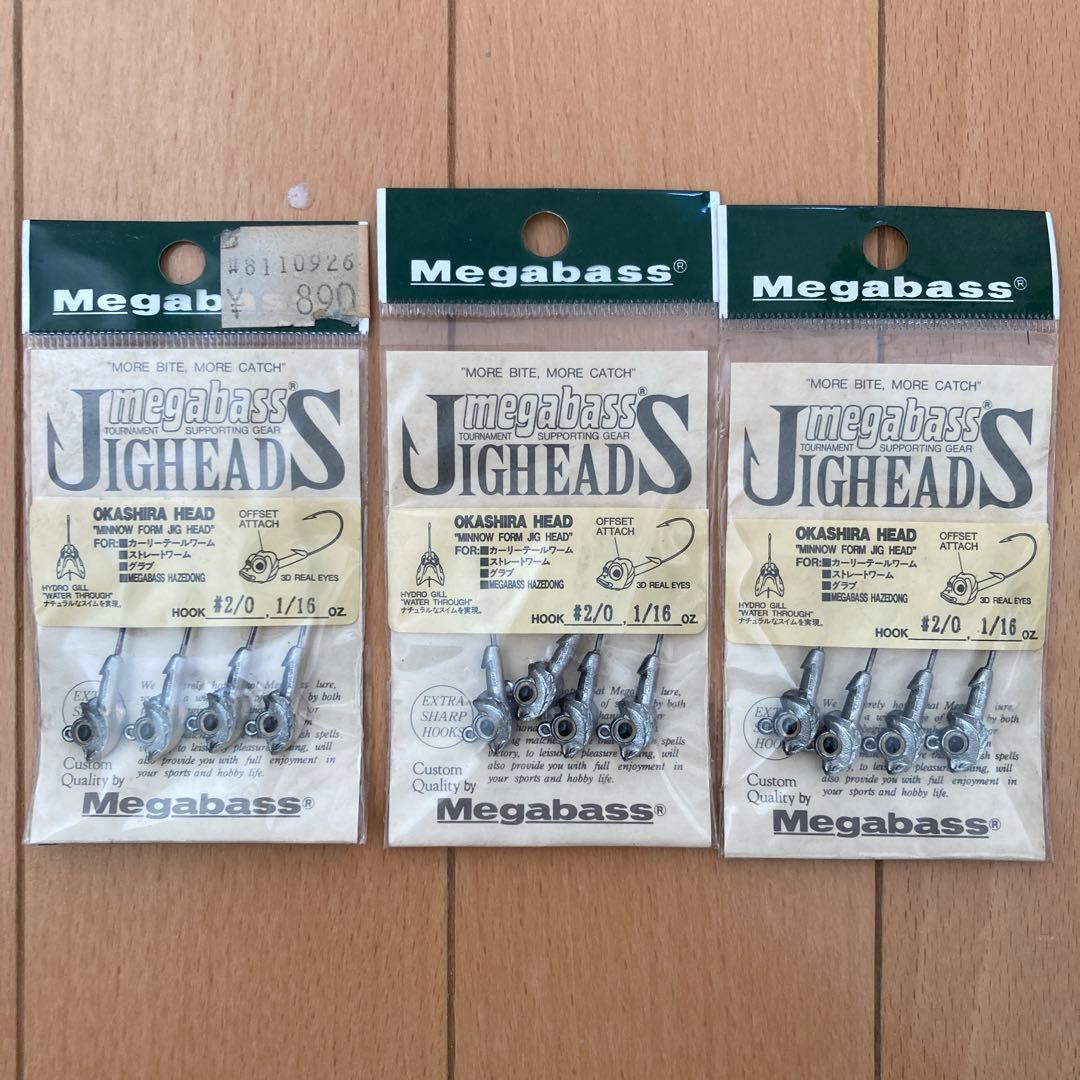 #8110926
¥ 890
Megabass
"MORE BITE, MORE CATCH"
megabass®
TOURNAMENT SUPPORTING GEAR
JIGHEADS
OKASHIRA HEAD
"MINNOW FORM JIG HEAD"
FOR:■カーリーテールワーム
■ストレートワーム
■グラブ
■MEGABASS HAZEDONG
OFFSET
ATTACH
3D REAL EYES
HYDRO GILL
"WATER THROUGH"
ナチュラルなスイムを実現。
HOOK #2/0, 1/16 oz.
your sports and hobby life.
Custom
Quality by
Megabass®
Megabass®
"MORE BITE, MORE CATCH"
megabass®
TOURNAMENT SUPPORTING GEAR
JIGHEADS
OKASHIRA HEAD
"MINNOW FORM JIG HEAD"
FOR:■カーリーテールワーム
■ストレートワーム
■グラブ
■MEGABASS HAZEDONG
OFFSET
ATTACH
3D REAL EYES
HYDRO GILL
"WATER THROUGH"
ナチュラルなスイムを実現。
HOOK #2/0, 1/16 oz.
EXTRA
SHARP
HOOKS
also provide you with full enjoyment in
your sports and hobby life.
Custom
Quality by
Megabass®
Megabass®
"MORE BITE, MORE CATCH"
megabass®
TOURNAMENT SUPPORTING GEAR
JIGHEADS
OKASHIRA HEAD
"MINNOW FORM JIG HEAD"
FOR:■カーリーテールワーム
■ストレートワーム
■グラブ
■MEGABASS HAZEDONG
OFFSET
ATTACH
3D REAL EYES
HYDRO GILL
"WATER THROUGH"
ナチュラルなスイムを実現。
HOOK #2/0, 1/16 oz.
also provide you with full enjoyment in
your sports and hobby life.
Custom
Quality by
Megabass®